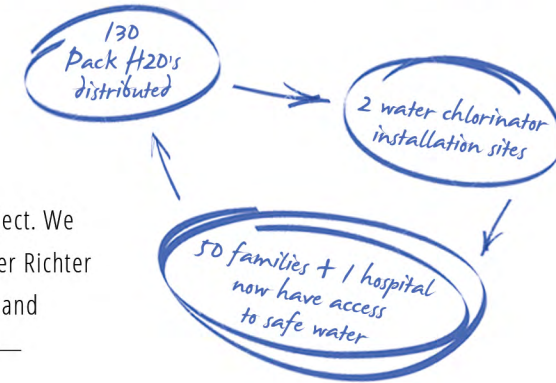 130
Pack H2O's
distributed
2 water chlorinator
installation sites
50 families + 1 hospital
now have access
to safe water
ect. We
er Richter
and